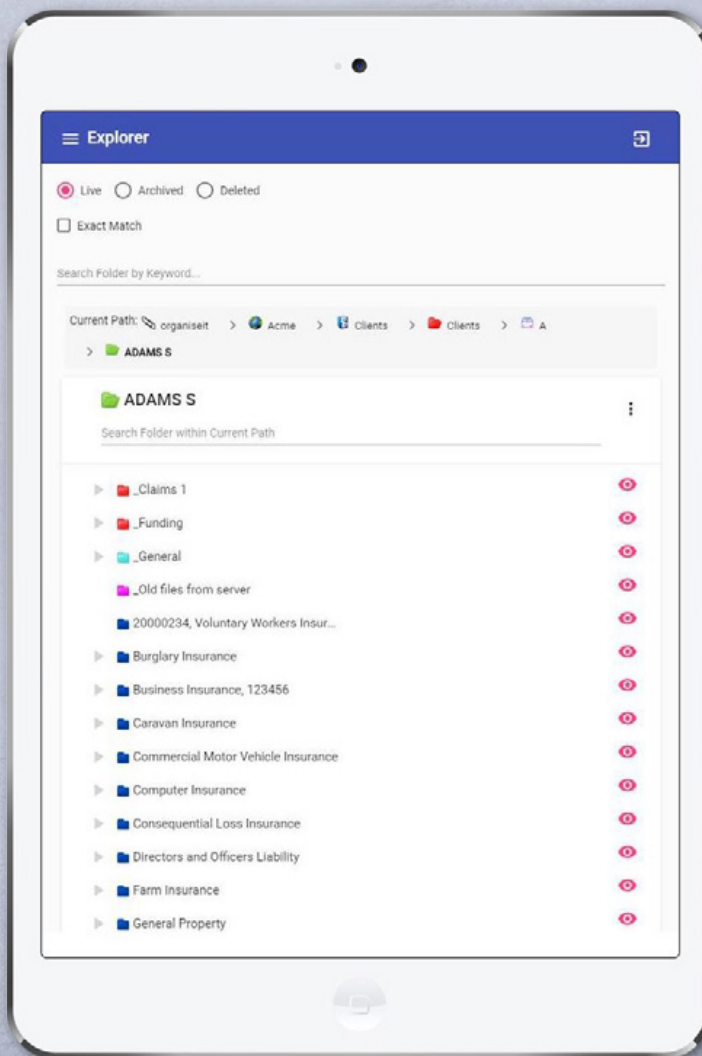 Explorer
Live Archived Deleted
Exact Match
Search Folder by Keyword...
Current Path: organiseit > Acme > Clients > Clients > A
> ADAMS S
ADAMS S
Search Folder within Current Path
_Claims 1
_Funding
_General
_Old files from server
20000234, Voluntary Workers Insur...
Burglary Insurance
Business Insurance, 123456
Caravan Insurance
Commercial Motor Vehicle Insurance
Computer Insurance
Consequential Loss Insurance
Directors and Officers Liability
Farm Insurance
General Property